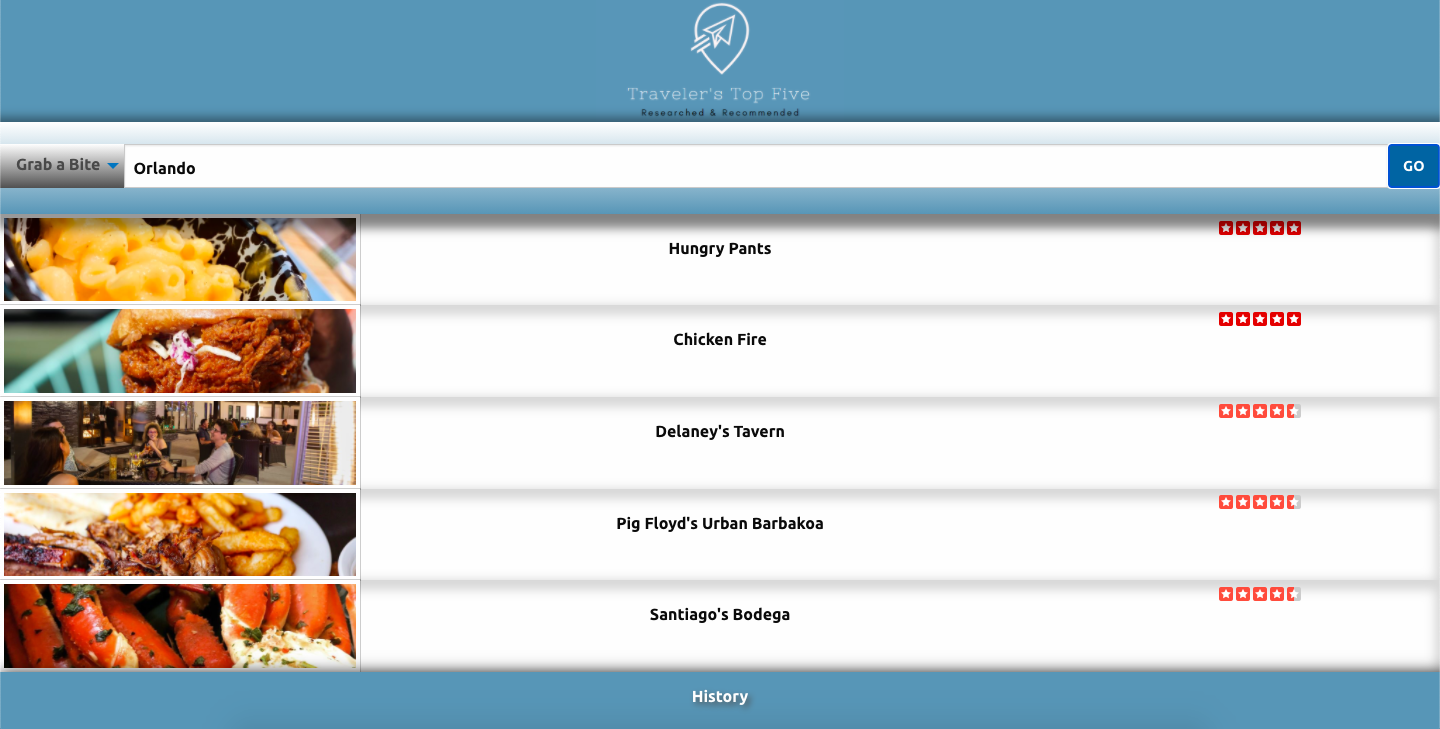 Traveler's Top Five
Researched & Recommended
Grab a Bite
Orlando
GO
Hungry Pants
Chicken Fire
Delaney's Tavern
Pig Floyd's Urban Barbakoa
Santiago's Bodega
History